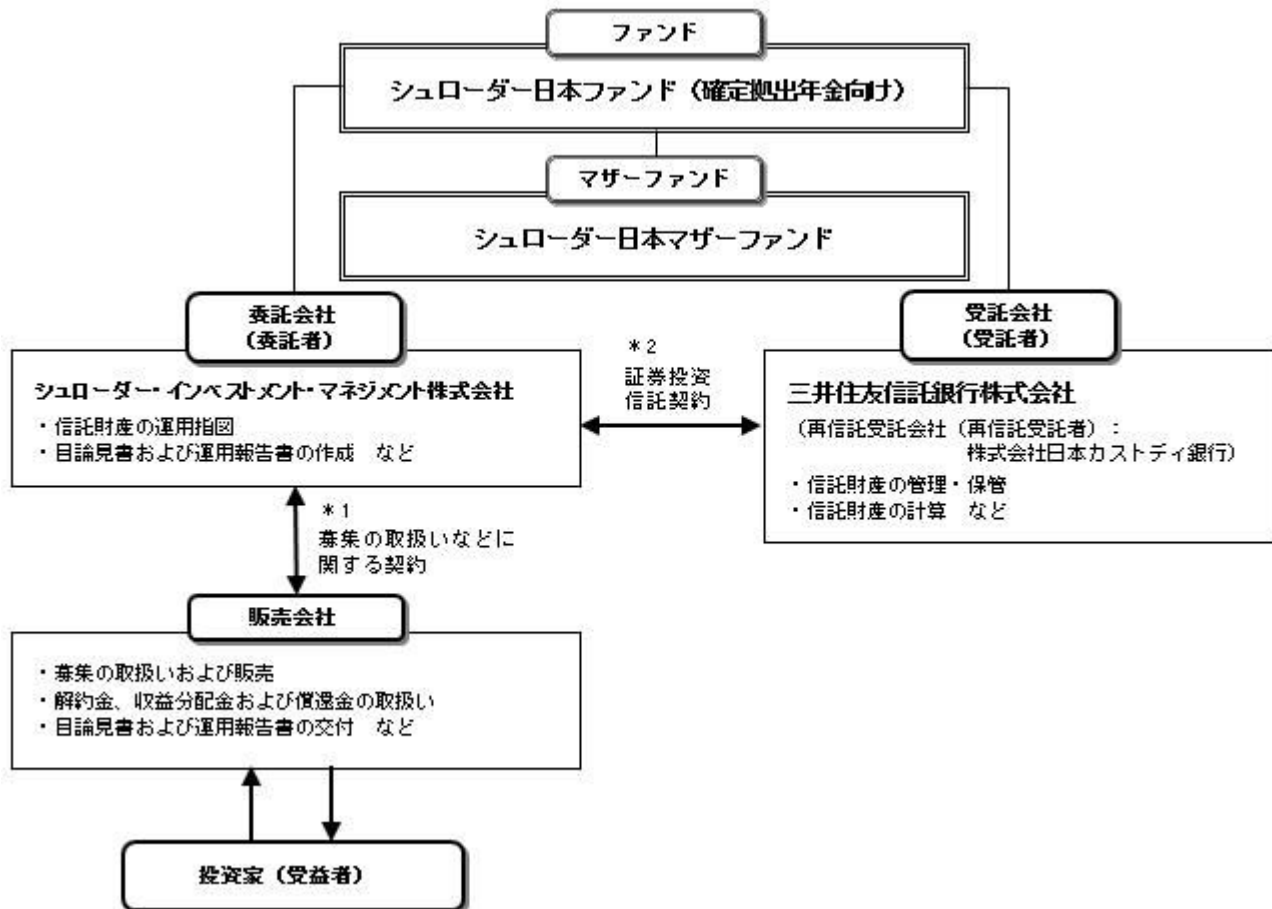 ファンド
シュローダー日本ファンド（確定拠出年金向け）
マザーファンド
シュローダー日本マザーファンド
委託会社
（委託者）
シュローダー・インベストメント・マネジメント株式会社
・信託財産の運用指図
・目論見書および運用報告書の作成　など
＊2
証券投資
信託契約
受託会社
（受託者）
三井住友信託銀行株式会社
（再信託受託会社（再信託受託者）：
株式会社日本カストディ銀行）
・信託財産の管理・保管
・信託財産の計算　など
＊1
募集の取扱いなどに
関する契約
販売会社
・募集の取扱いおよび販売
・解約金、収益分配金および償還金の取扱い
・目論見書および運用報告書の交付　など
投資家（受益者）